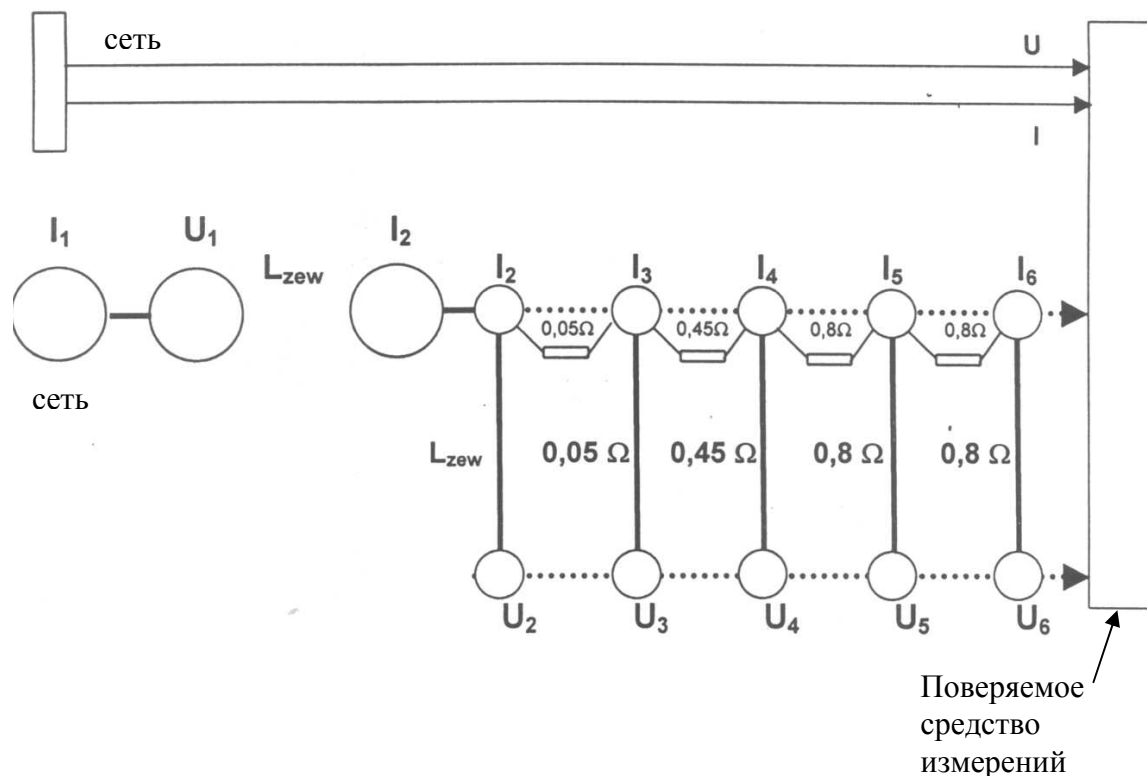 сеть
U
I
I₁ U₁ I₂
Lzew
I₂ I₃ I₄ I₅ I₆
0,05Ω 0,45Ω 0,8Ω 0,8Ω
сеть
Lzew 0,05 Ω 0,45 Ω 0,8 Ω 0,8 Ω
U₂ U₃ U₄ U₅ U₆
Поверяемое
средство
измерений